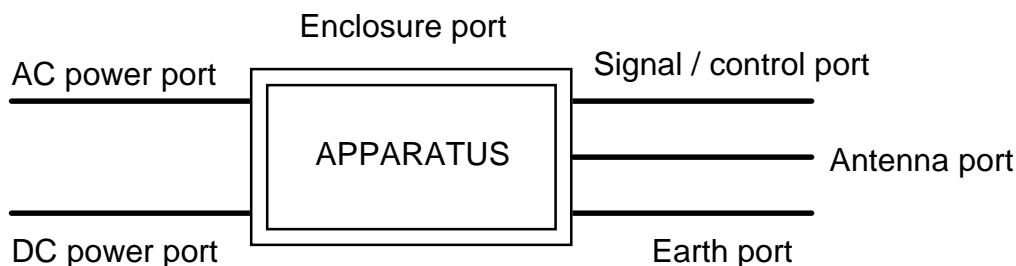 Enclosure port
AC power port
Signal / control port
APPARATUS
Antenna port
DC power port
Earth port